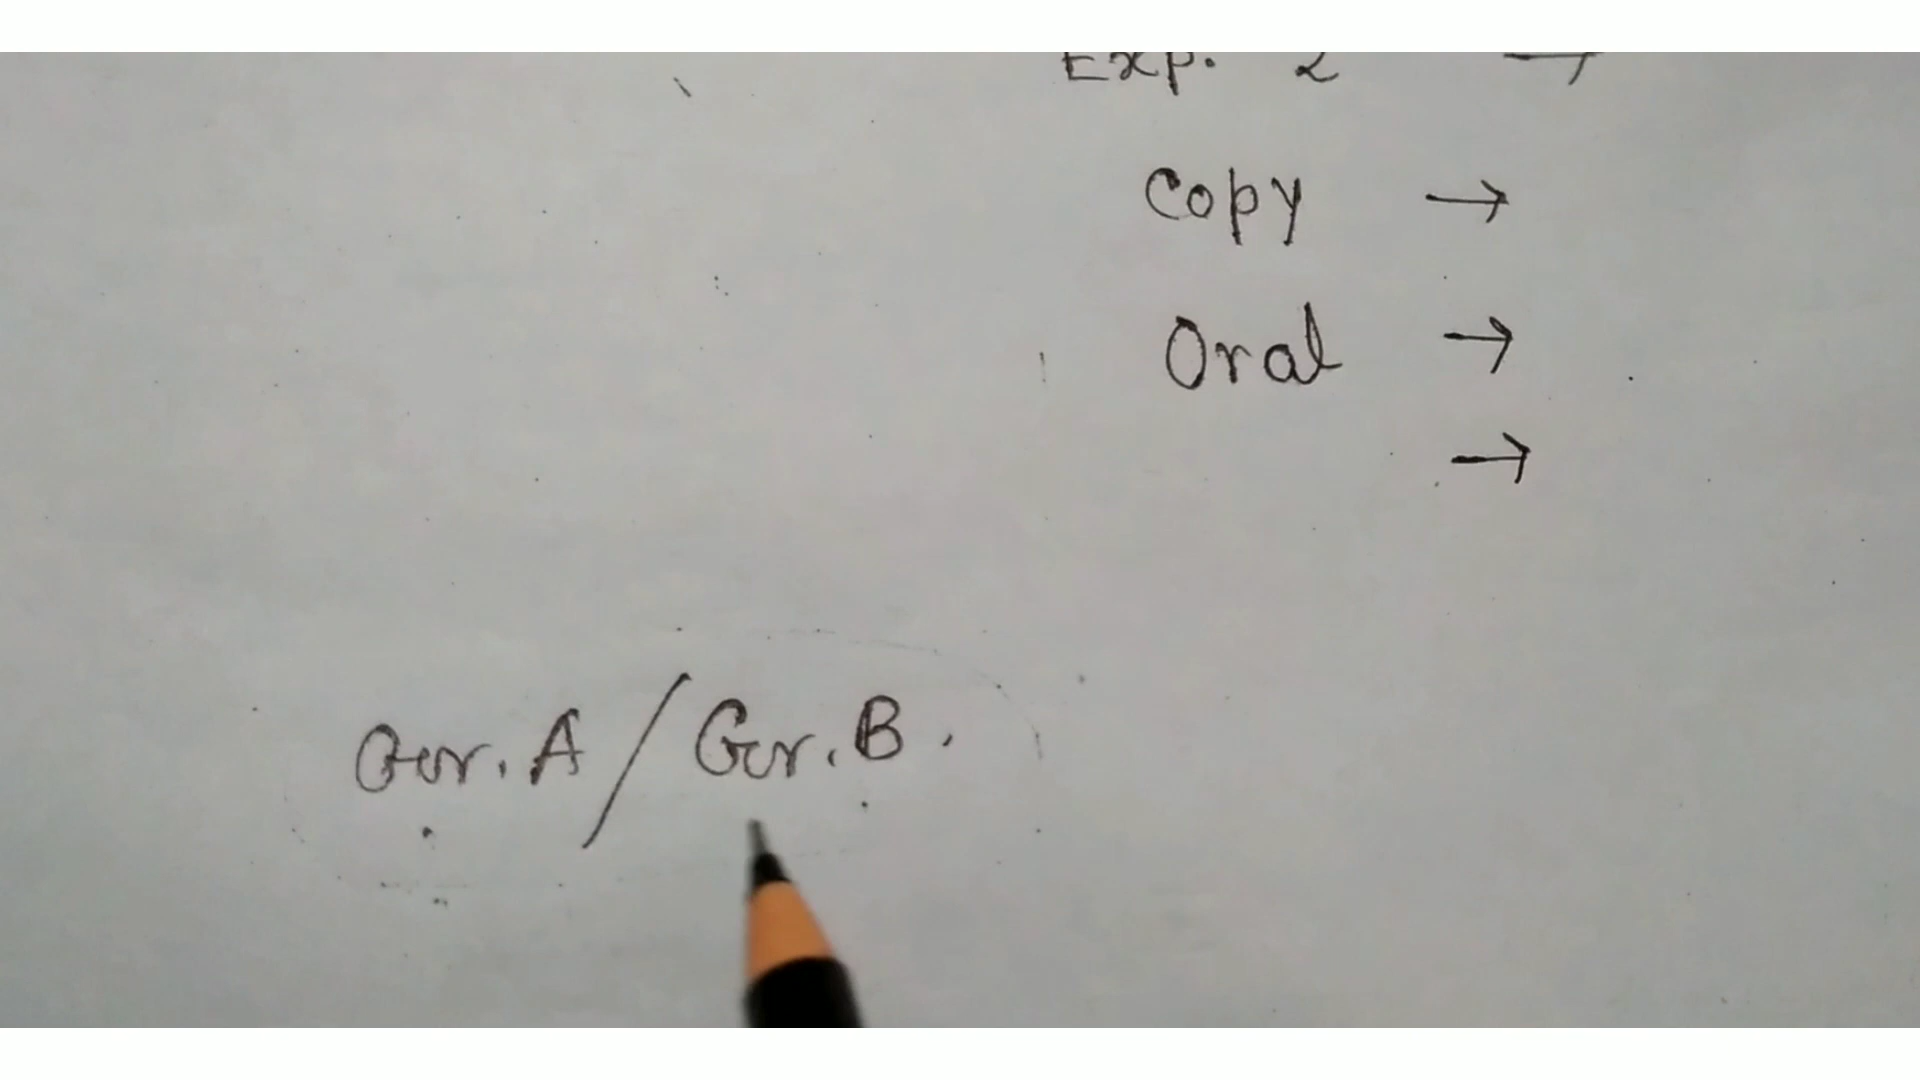 Exp. 2 →
Copy →
Oral →
→
Gr. A / Gr. B.